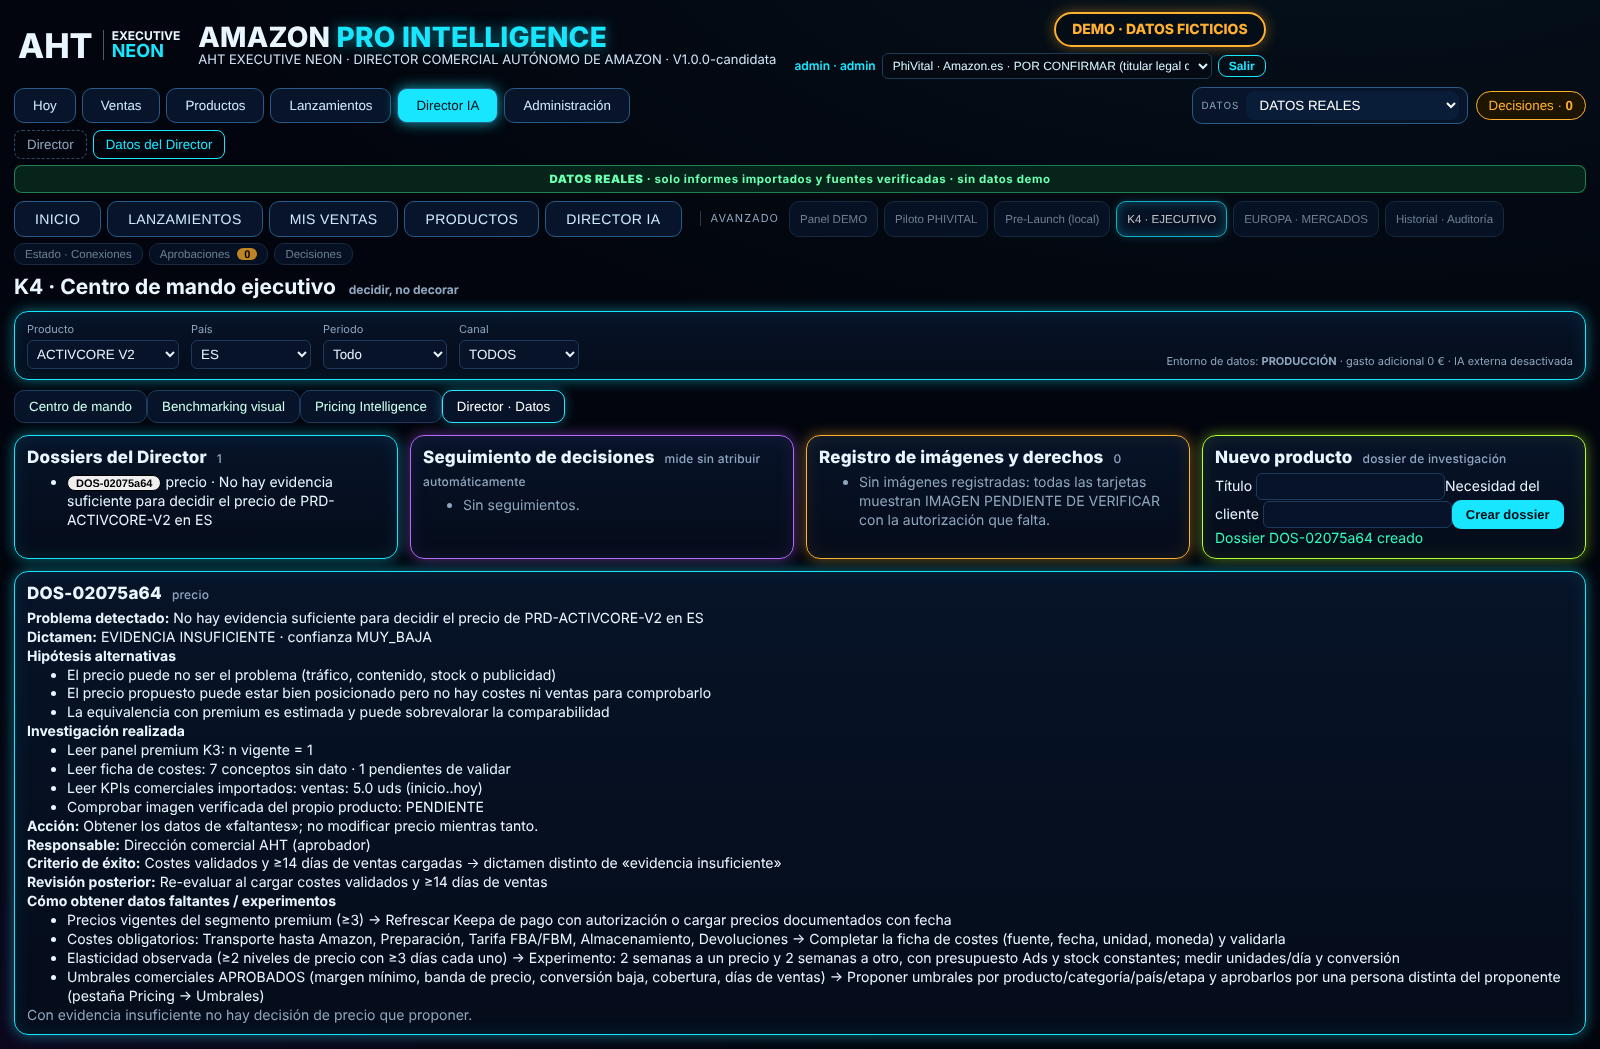 AHT
EXECUTIVE
NEON
AMAZON PRO INTELLIGENCE
AHT EXECUTIVE NEON · DIRECTOR COMERCIAL AUTÓNOMO DE AMAZON · V1.0.0-candidata
DEMO · DATOS FICTICIOS
admin · admin
PhiVital · Amazon.es · POR CONFIRMAR (titular legal c
Salir
Hoy
Ventas
Productos
Lanzamientos
Director IA
Administración
DATOS
DATOS REALES
Decisiones · 0
Director
Datos del Director
DATOS REALES · solo informes importados y fuentes verificadas · sin datos demo
INICIO
LANZAMIENTOS
MIS VENTAS
PRODUCTOS
DIRECTOR IA
AVANZADO
Panel DEMO
Piloto PHIVITAL
Pre-Launch (local)
K4 · EJECUTIVO
EUROPA · MERCADOS
Historial · Auditoría
Estado · Conexiones
Aprobaciones 0
Decisiones
K4 · Centro de mando ejecutivo decidir, no decorar
Producto
País
Periodo
Canal
ACTIVCORE V2
ES
Todo
TODOS
Entorno de datos: PRODUCCIÓN · gasto adicional 0 € · IA externa desactivada
Centro de mando
Benchmarking visual
Pricing Intelligence
Director · Datos
Dossiers del Director 1
DOS-02075a64 precio · No hay evidencia
suficiente para decidir el precio de PRD-
ACTIVCORE-V2 en ES
Seguimiento de decisiones mide sin atribuir
automáticamente
Sin seguimientos.
Registro de imágenes y derechos 0
Sin imágenes registradas: todas las tarjetas
muestran IMAGEN PENDIENTE DE VERIFICAR
con la autorización que falta.
Nuevo producto dossier de investigación
Título Necesidad del
cliente Crear dossier
Dossier DOS-02075a64 creado
DOS-02075a64 precio
Problema detectado: No hay evidencia suficiente para decidir el precio de PRD-ACTIVCORE-V2 en ES
Dictamen: EVIDENCIA INSUFICIENTE · confianza MUY_BAJA
Hipótesis alternativas
El precio puede no ser el problema (tráfico, contenido, stock o publicidad)
El precio propuesto puede estar bien posicionado pero no hay costes ni ventas para comprobarlo
La equivalencia con premium es estimada y puede sobrevalorar la comparabilidad
Investigación realizada
Leer panel premium K3: n vigente = 1
Leer ficha de costes: 7 conceptos sin dato · 1 pendientes de validar
Leer KPIs comerciales importados: ventas: 5.0 uds (inicio..hoy)
Comprobar imagen verificada del propio producto: PENDIENTE
Acción: Obtener los datos de «faltantes»; no modificar precio mientras tanto.
Responsable: Dirección comercial AHT (aprobador)
Criterio de éxito: Costes validados y ≥14 días de ventas cargadas → dictamen distinto de «evidencia insuficiente»
Revisión posterior: Re-evaluar al cargar costes validados y ≥14 días de ventas
Cómo obtener datos faltantes / experimentos
Precios vigentes del segmento premium (≥3) → Refrescar Keepa de pago con autorización o cargar precios documentados con fecha
Costes obligatorios: Transporte hasta Amazon, Preparación, Tarifa FBA/FBM, Almacenamiento, Devoluciones → Completar la ficha de costes (fuente, fecha, unidad, moneda) y validarla
Elasticidad observada (≥2 niveles de precio con ≥3 días cada uno) → Experimento: 2 semanas a un precio y 2 semanas a otro, con presupuesto Ads y stock constantes; medir unidades/día y conversión
Umbrales comerciales APROBADOS (margen mínimo, banda de precio, conversión baja, cobertura, días de ventas) → Proponer umbrales por producto/categoría/país/etapa y aprobarlos por una persona distinta del proponente
(pestaña Pricing → Umbrales)
Con evidencia insuficiente no hay decisión de precio que proponer.